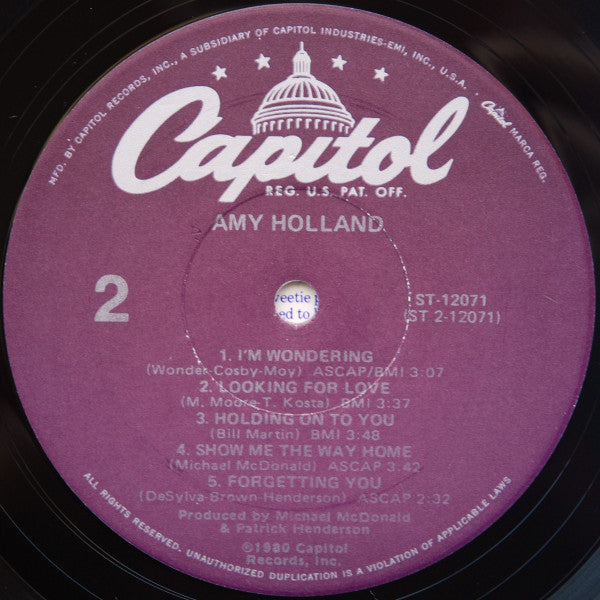 MFD. BY CAPITOL RECORDS, INC., A SUBSIDIARY OF CAPITOL INDUSTRIES-EMI, INC., U.S.A.
Capitol MARCA REG.
Capitol
REG. U.S. PAT. OFF.
AMY HOLLAND
2
ST-12071
(ST 2-12071)
eetie
ed to
1. I'M WONDERING
(Wonder-Cosby-Moy) ASCAP/BMI 3:07
2. LOOKING FOR LOVE
(M. Moore-T. Kosta) BMI 3:37
3. HOLDING ON TO YOU
(Bill Martin) BMI 3:48
4. SHOW ME THE WAY HOME
(Michael McDonald) ASCAP 3:42
5. FORGETTING YOU
(DeSylva-Brown-Henderson) ASCAP 2:32
Produced by Michael McDonald
& Patrick Henderson
©1980 Capitol
Records, Inc.
ALL RIGHTS RESERVED. UNAUTHORIZED DUPLICATION IS A VIOLATION OF APPLICABLE LAWS